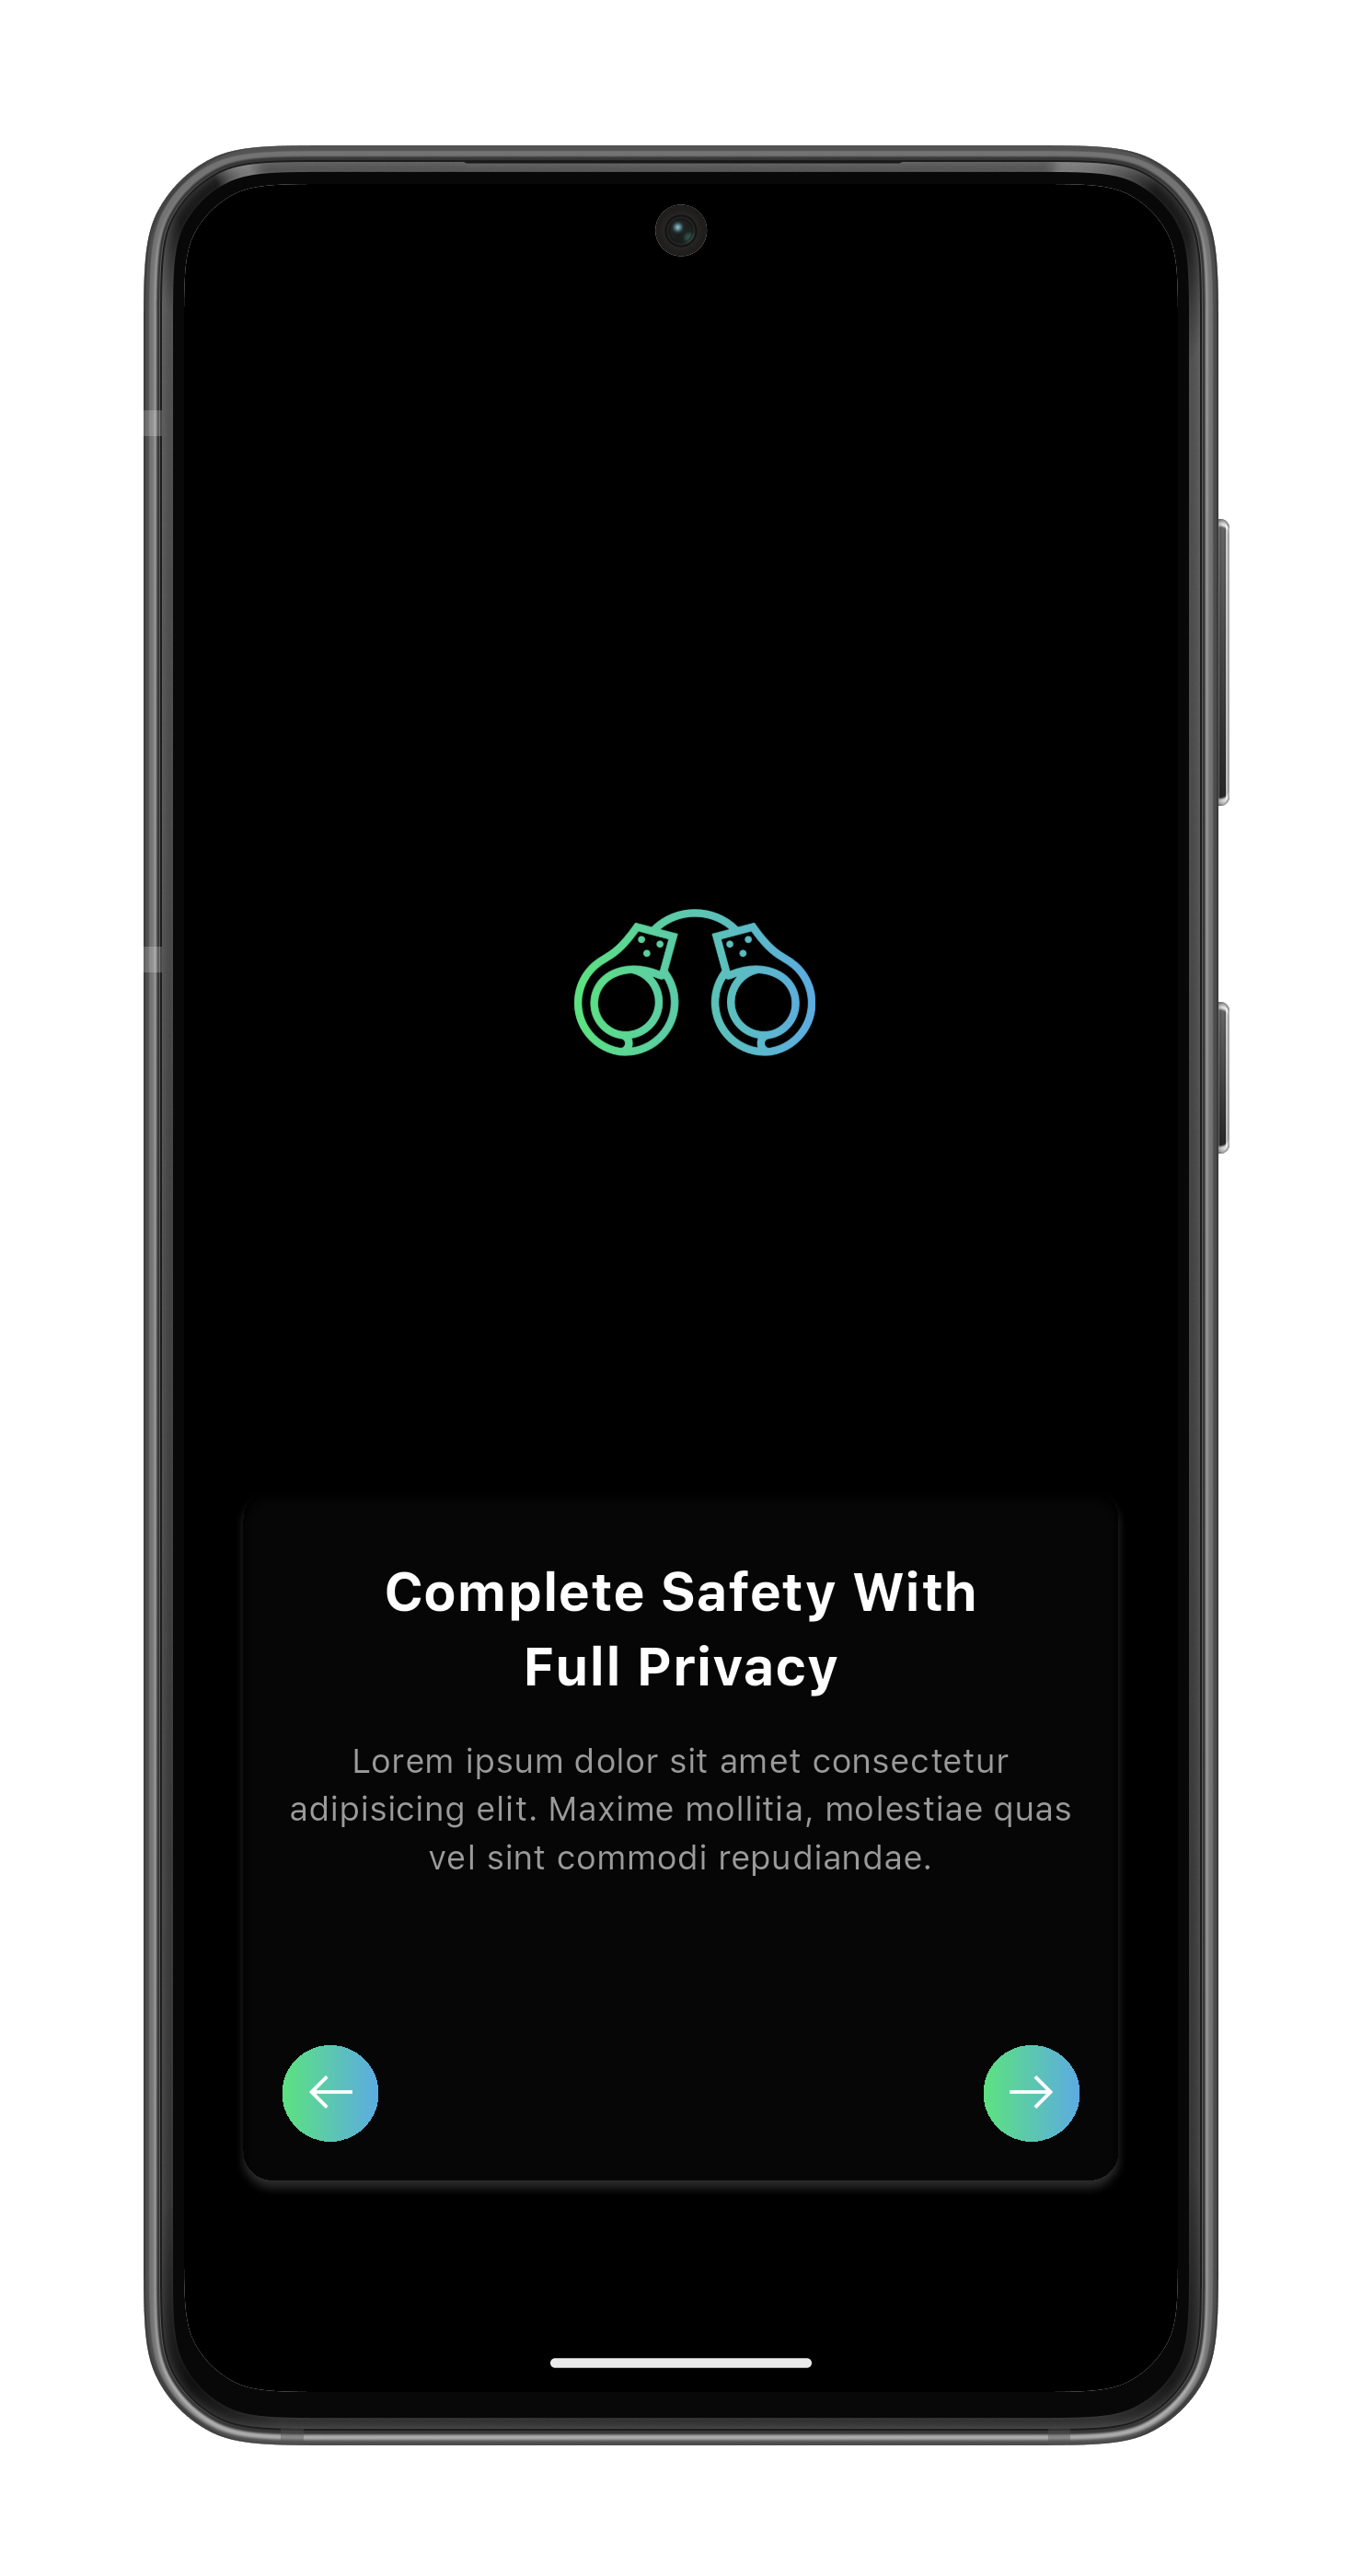 Complete Safety With
Full Privacy
Lorem ipsum dolor sit amet consectetur
adipisicing elit. Maxime mollitia, molestiae quas
vel sint commodi repudiandae.